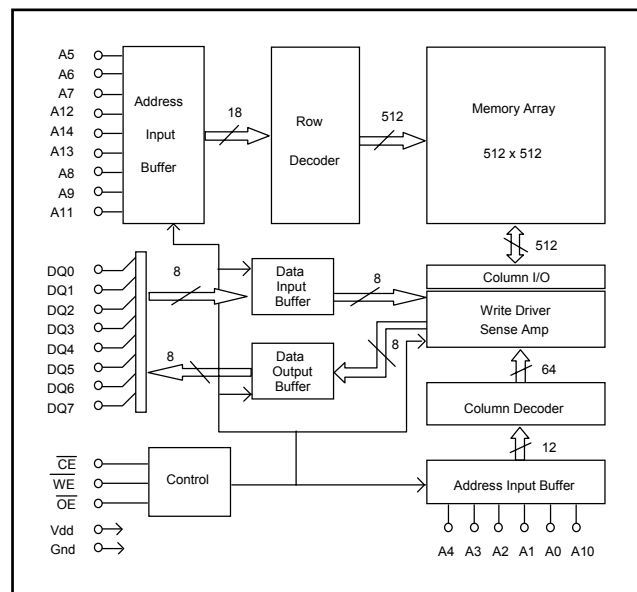 A5
A6
A7
A12
A14
A13
A8
A9
A11
Address
Input
Buffer
18
Row
Decoder
512
Memory Array
512 x 512
512
DQ0
DQ1
DQ2
DQ3
DQ4
DQ5
DQ6
DQ7
8
Data
Input
Buffer
8
Column I/O
Write Driver
Sense Amp
8
Data
Output
Buffer
8
64
Column Decoder
12
Address Input Buffer
CE
WE
OE
Vdd
Gnd
Control
A4 A3 A2 A1 A0 A10